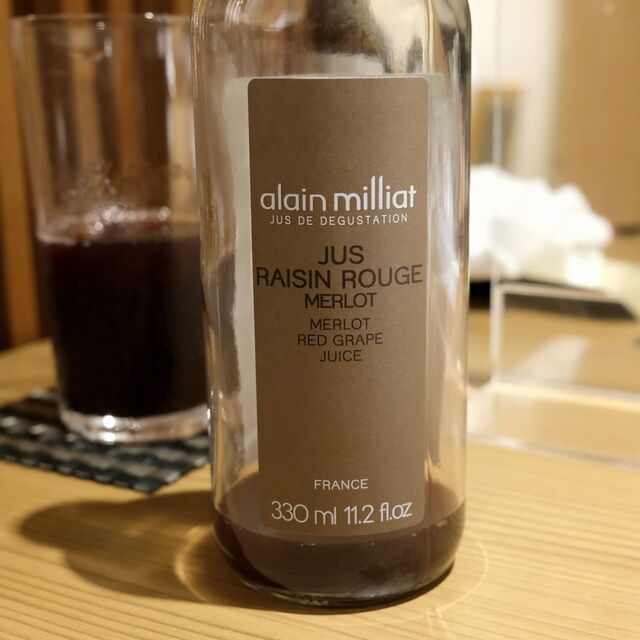 alain milliat
JUS DE DEGUSTATION
JUS
RAISIN ROUGE
MERLOT
MERLOT
RED GRAPE
JUICE
FRANCE
330 ml 11.2 fl.oz